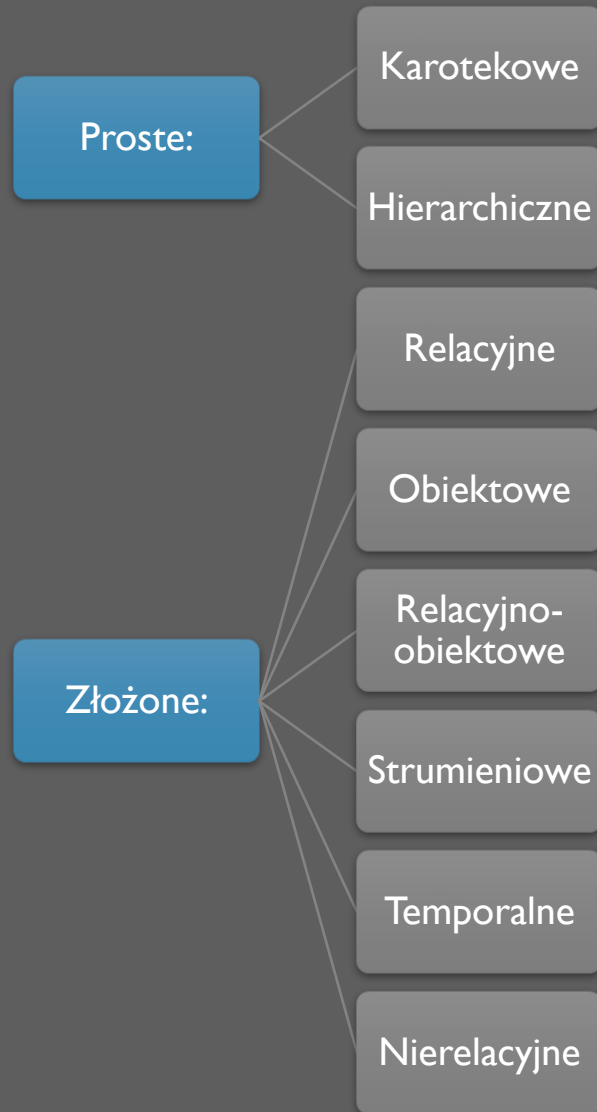 Proste:
Karotekowe
Hierarchiczne
Złożone:
Relacyjne
Obiektowe
Relacyjno-
obiektowe
Strumieniowe
Temporalne
Nierelacyjne